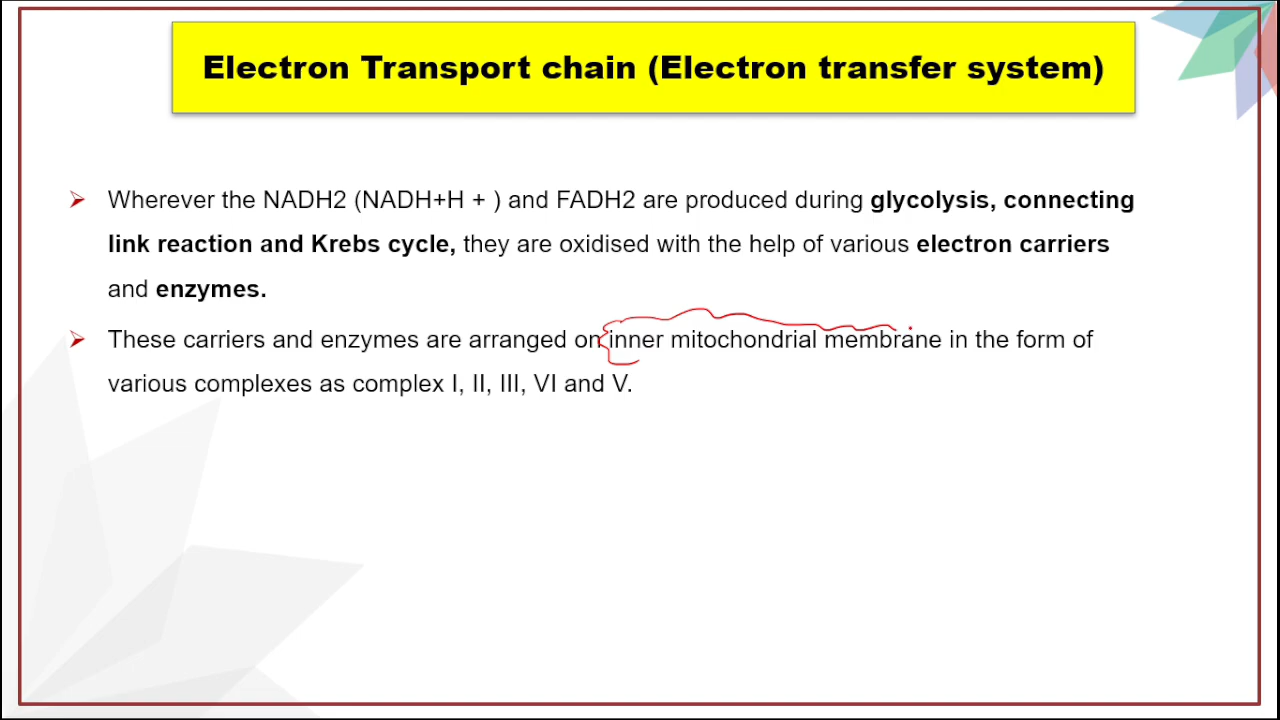 Electron Transport chain (Electron transfer system)
Wherever the NADH2 (NADH+H + ) and FADH2 are produced during glycolysis, connecting
link reaction and Krebs cycle, they are oxidised with the help of various electron carriers
and enzymes.
These carriers and enzymes are arranged on inner mitochondrial membrane in the form of
various complexes as complex I, II, III, VI and V.